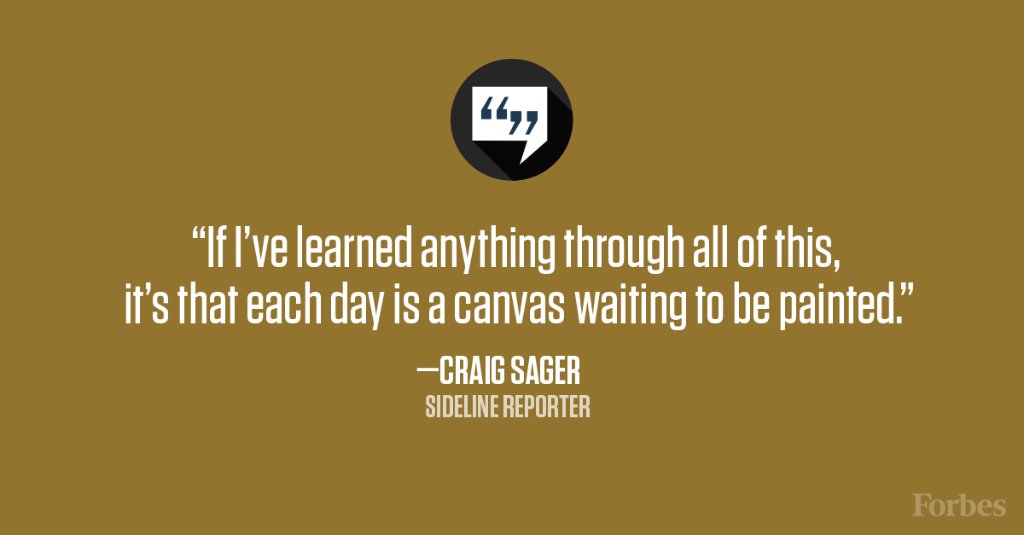 “If I’ve learned anything through all of this,
it’s that each day is a canvas waiting to be painted.”
—CRAIG SAGER
SIDELINE REPORTER
Forbes